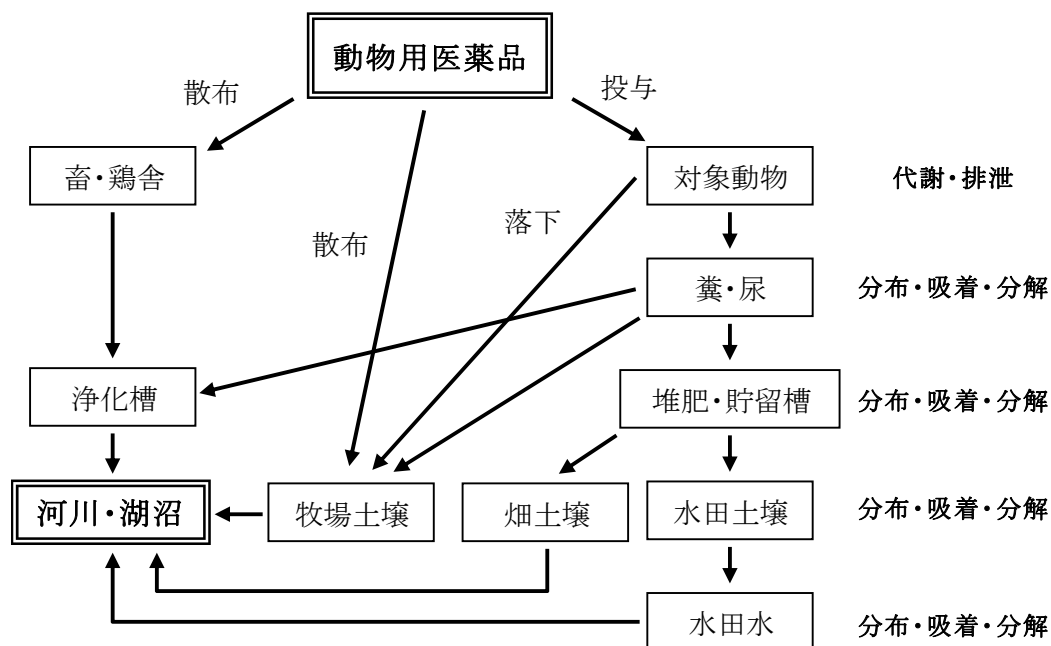 動物用医薬品
散布
投与
畜・鶏舎
対象動物
代謝・排泄
散布
落下
糞・尿
分布・吸着・分解
浄化槽
堆肥・貯留槽
分布・吸着・分解
河川・湖沼
牧場土壌
畑土壌
水田土壌
分布・吸着・分解
水田水
分布・吸着・分解